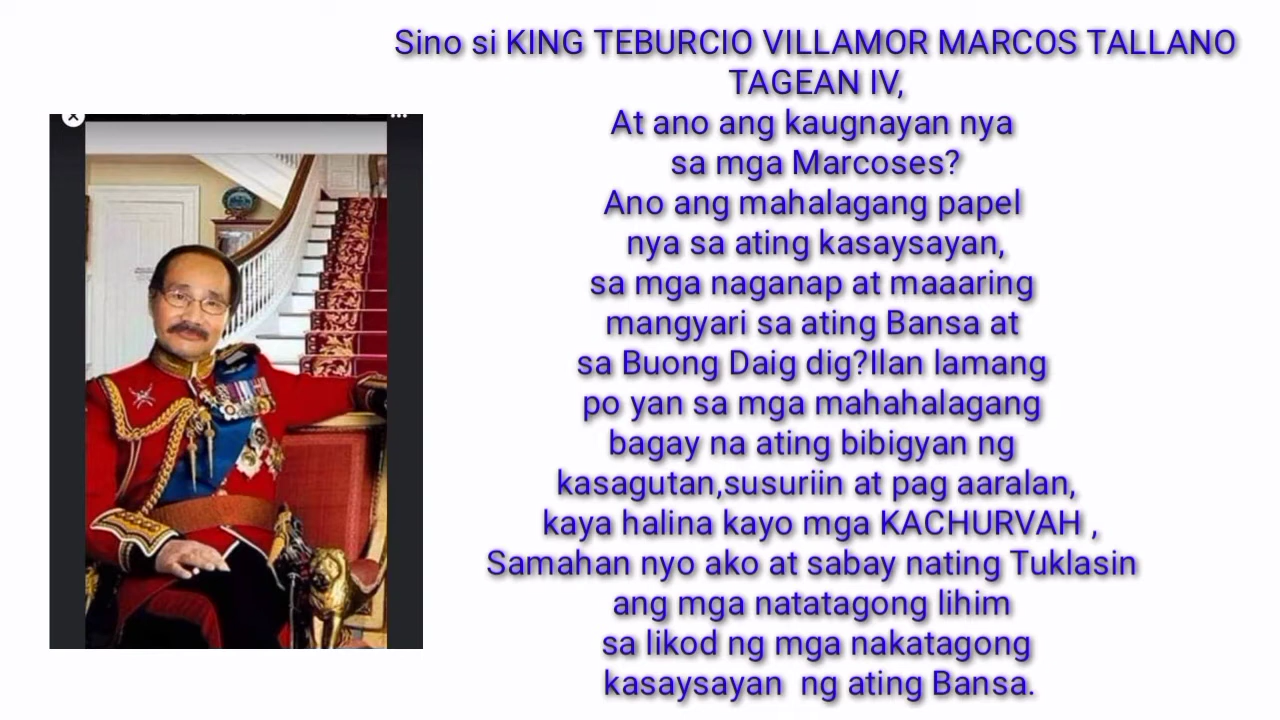 Sino si KING TEBURCIO VILLAMOR MARCOS TALLANO
TAGEAN IV,
At ano ang kaugnayan nya
sa mga Marcoses?
Ano ang mahalagang papel
nya sa ating kasaysayan,
sa mga naganap at maaaring
mangyari sa ating Bansa at
sa Buong Daig dig?Ilan lamang
po yan sa mga mahahalagang
bagay na ating bibigyan ng
kasagutan,susuriin at pag aaralan,
kaya halina kayo mga KACHURVAH ,
Samahan nyo ako at sabay nating Tuklasin
ang mga natatagong lihim
sa likod ng mga nakatagong
kasaysayan  ng ating Bansa.